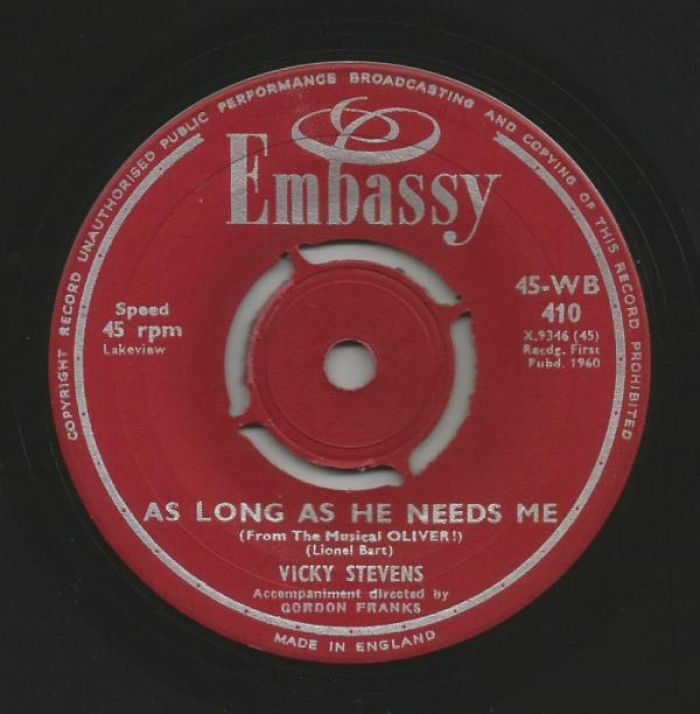 COPYRIGHT RECORD UNAUTHORISED PUBLIC PERFORMANCE BROADCASTING AND COPYING OF THIS RECORD PROHIBITED
Embassy
Speed
45 rpm
Lakeview
45-WB
410
X.9346 (45)
Recdg. First
Pubd. 1960
AS LONG AS HE NEEDS ME
(From The Musical OLIVER!)
(Lionel Bart)
VICKY STEVENS
Accompaniment directed by
GORDON FRANKS
MADE IN ENGLAND